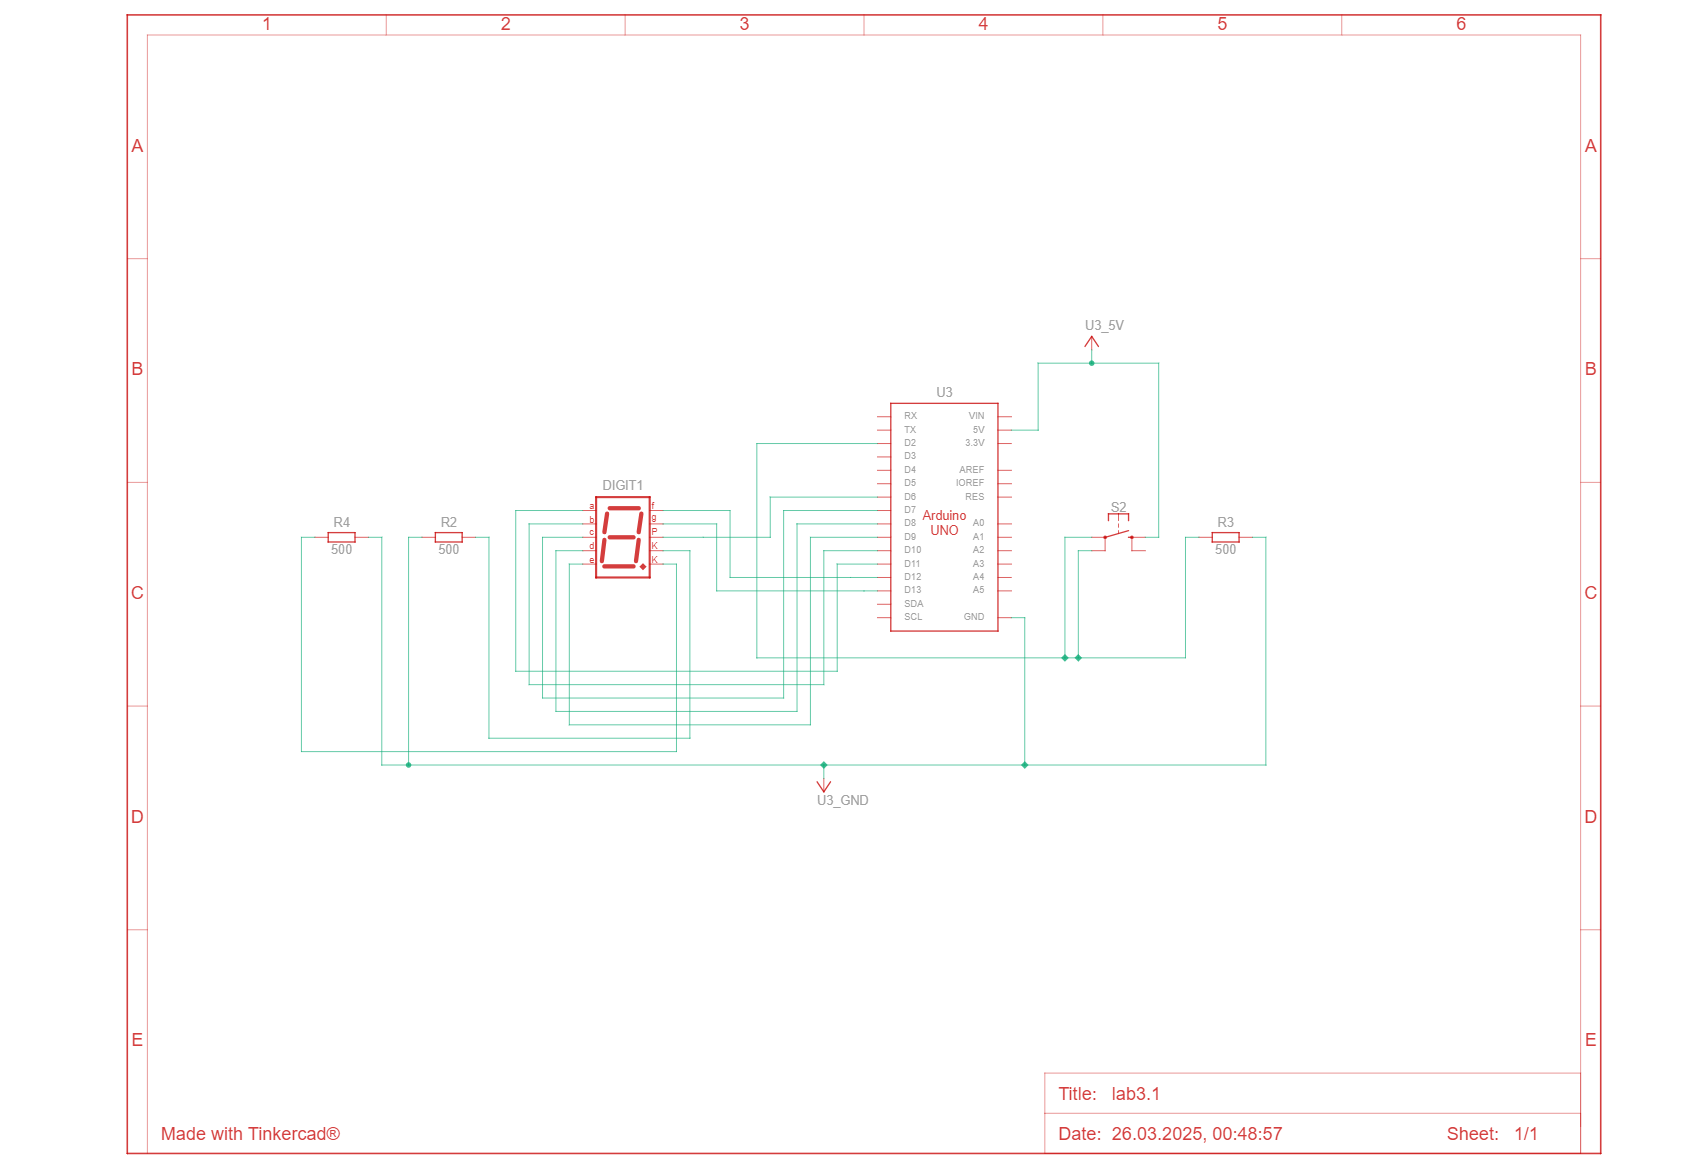 1 2 3 4 5 6
A A
U3_5V
B B
U3
RX VIN
TX 5V
D2 3.3V
D3
D4 AREF
D5 IOREF
D6 RES
D7
D8 A0
D9 A1
D10 A2
D11 A3
D12 A4
D13 A5
SDA
SCL GND
Arduino
UNO
DIGIT1
a f
b g
c P
d K
e K
R4
500
R2
500
S2
R3
500
C C
U3_GND
D D
E E
Title: lab3.1
Made with Tinkercad®
Date: 26.03.2025, 00:48:57 Sheet: 1/1